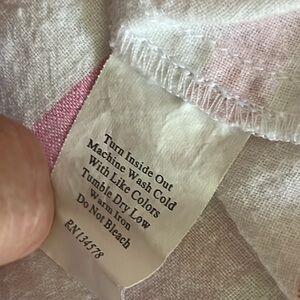 Turn Inside Out
Machine Wash Cold
With Like Colors
Tumble Dry Low
Warm Iron
Do Not Bleach
RN134578